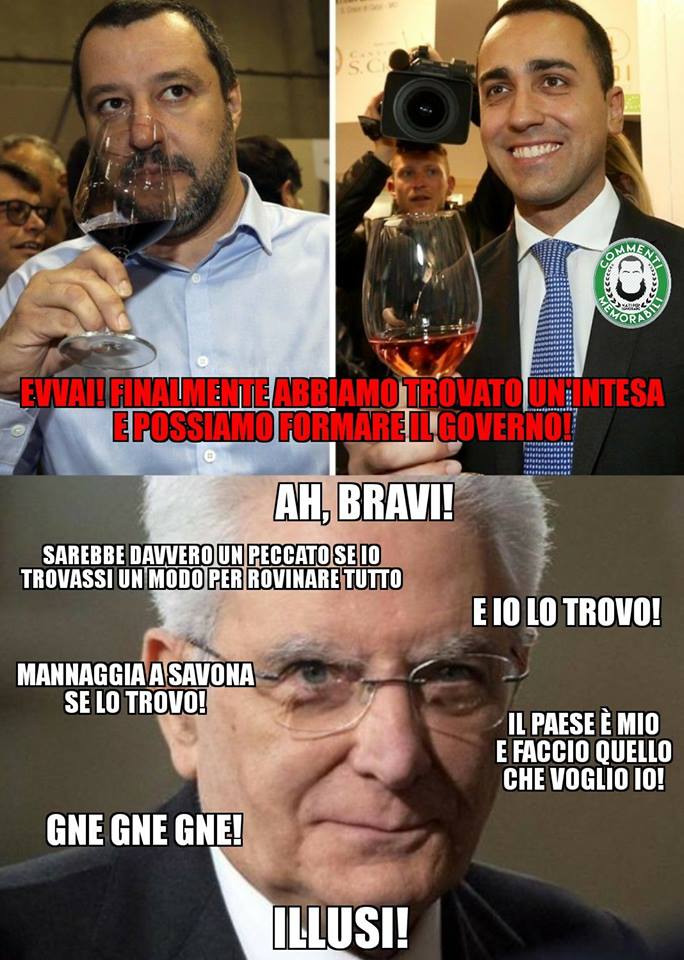 S. C
COMMENTI
MEMORABILI
EVVAI! FINALMENTE ABBIAMO TROVATO UN'INTESA
E POSSIAMO FORMARE IL GOVERNO!
AH, BRAVI!
SAREBBE DAVVERO UN PECCATO SE IO
TROVASSI UN MODO PER ROVINARE TUTTO
E IO LO TROVO!
MANNAGGIA A SAVONA
SE LO TROVO!
IL PAESE È MIO
E FACCIO QUELLO
CHE VOGLIO IO!
GNE GNE GNE!
ILLUSI!